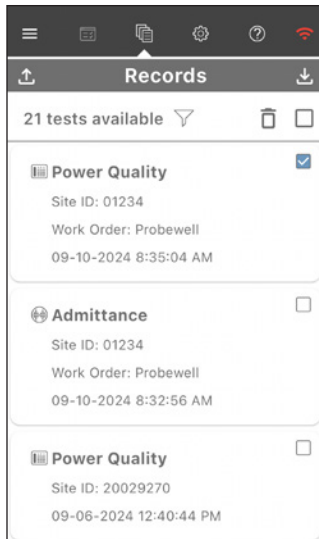 Records
21 tests available
Power Quality
Site ID: 01234
Work Order: Probewell
09-10-2024 8:35:04 AM
Admittance
Site ID: 01234
Work Order: Probewell
09-10-2024 8:32:56 AM
Power Quality
Site ID: 20029270
09-06-2024 12:40:44 PM